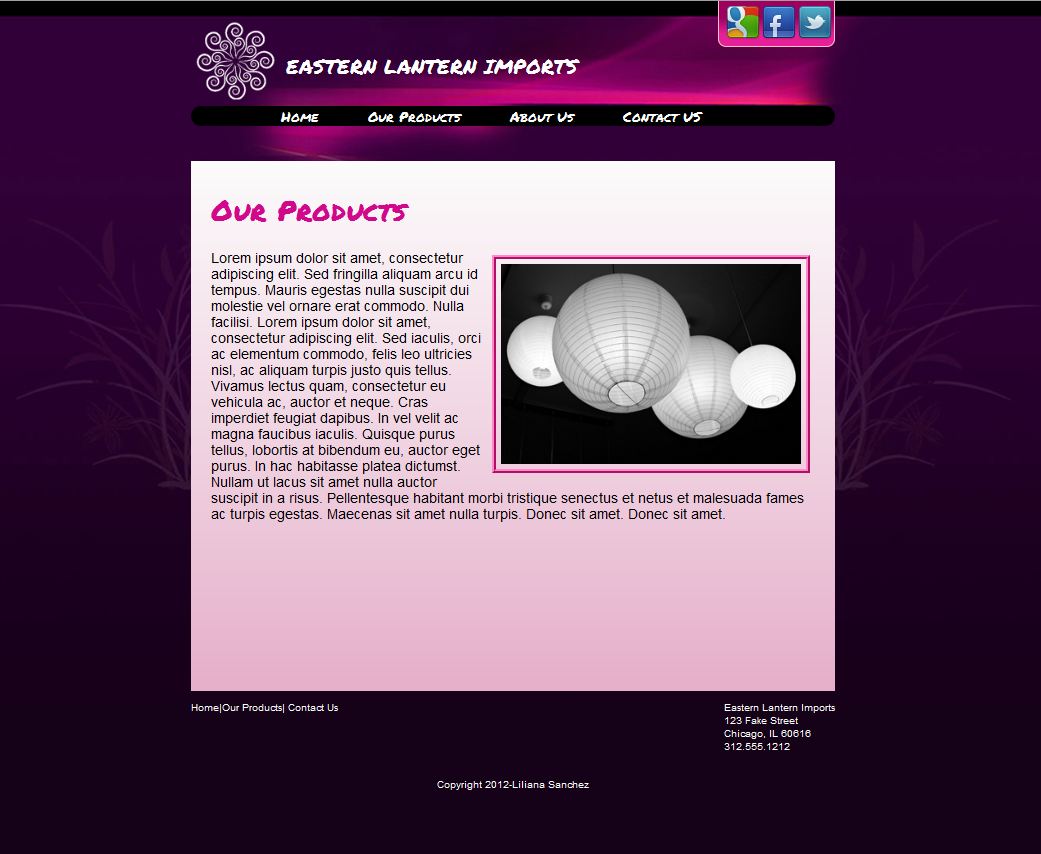 EASTERN LANTERN IMPORTS
Home Our Products About Us Contact US
Our Products
Lorem ipsum dolor sit amet, consectetur
adipiscing elit. Sed fringilla aliquam arcu id
tempus. Mauris egestas nulla suscipit dui
molestie vel ornare erat commodo. Nulla
facilisi. Lorem ipsum dolor sit amet,
consectetur adipiscing elit. Sed iaculis, orci
ac elementum commodo, felis leo ultricies
nisl, ac aliquam turpis justo quis tellus.
Vivamus lectus quam, consectetur eu
vehicula ac, auctor et neque. Cras
imperdiet feugiat dapibus. In vel velit ac
magna faucibus iaculis. Quisque purus
tellus, lobortis at bibendum eu, auctor eget
purus. In hac habitasse platea dictumst.
Nullam ut lacus sit amet nulla auctor
suscipit in a risus. Pellentesque habitant morbi tristique senectus et netus et malesuada fames
ac turpis egestas. Maecenas sit amet nulla turpis. Donec sit amet. Donec sit amet.
Home|Our Products| Contact Us
Eastern Lantern Imports
123 Fake Street
Chicago, IL 60616
312.555.1212
Copyright 2012-Liliana Sanchez